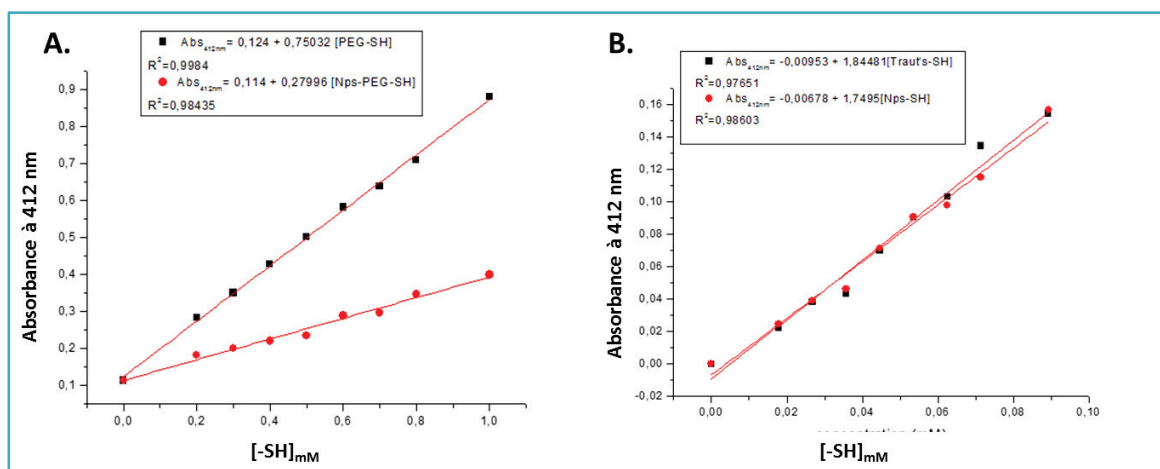 A.
Abs412nm= 0,124 + 0,75032 [PEG-SH]
R²=0,9984
Abs412nm= 0,114 + 0,27996 [Nps-PEG-SH]
R²=0,98435
Absorbance à 412 nm
0,9
0,8
0,7
0,6
0,5
0,4
0,3
0,2
0,1
0,0 0,2 0,4 0,6 0,8 1,0
[-SH]mM
B.
Abs412nm= -0,00953 + 1,84481[Traut's-SH]
R²=0,97651
Abs412nm= -0,00678 + 1,7495[Nps-SH]
R²=0,98603
Absorbance à 412 nm
0,16
0,14
0,12
0,10
0,08
0,06
0,04
0,02
0,00
-0,02
0,00 0,02 0,04 0,06 0,08 0,10
[-SH]mM